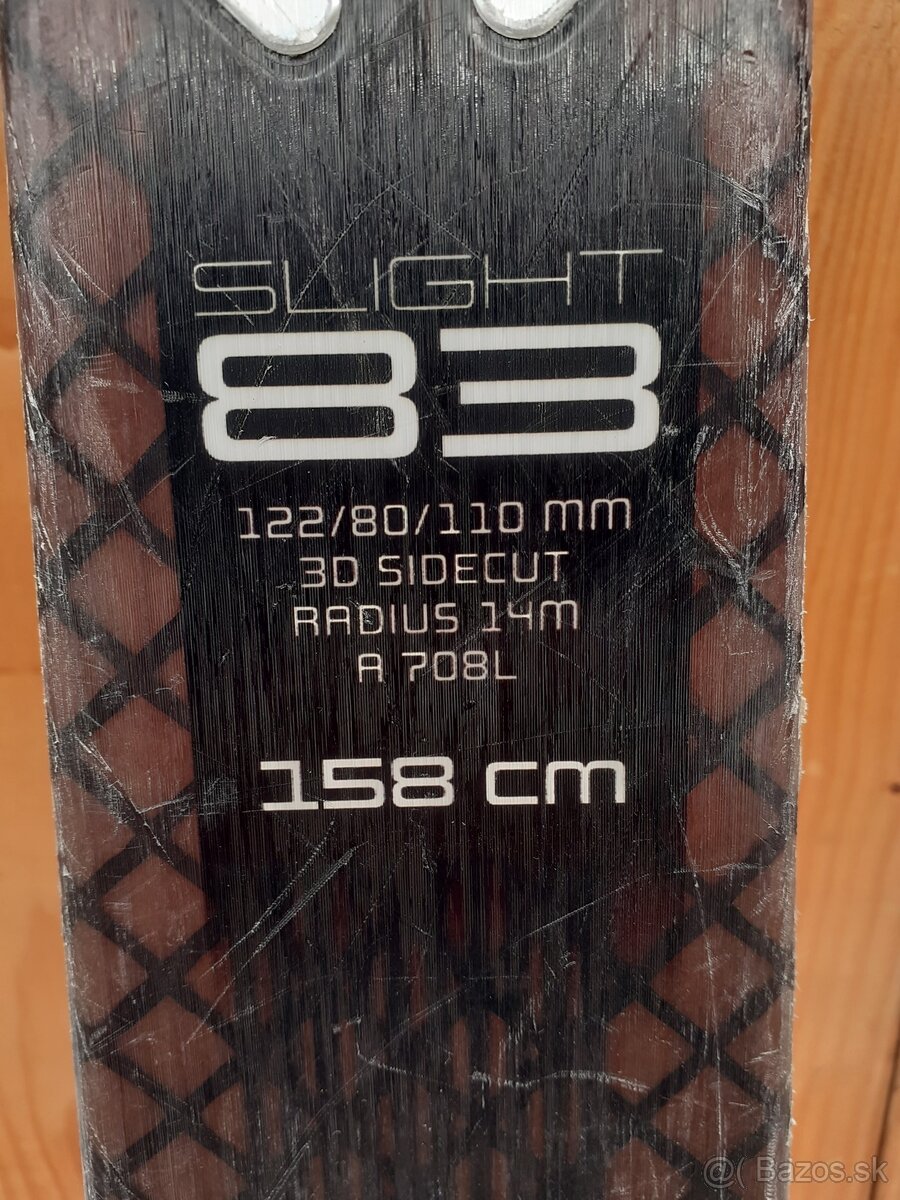 SLIGHT
83
122/80/110 mm
3D SIDECUT
RADIUS 14M
A 708L
158 cm
@( Bazos.sk